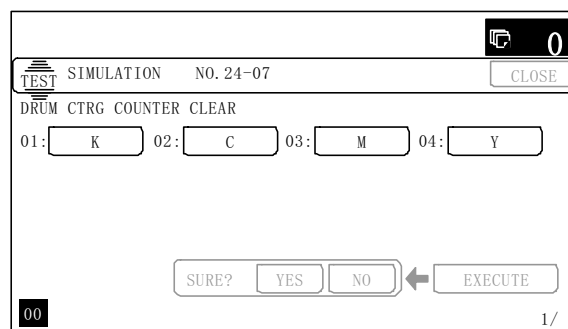 0
TEST SIMULATION NO. 24-07 CLOSE
DRUM CTRG COUNTER CLEAR
01: K 02: C 03: M 04: Y
SURE? YES NO EXECUTE
00 1/